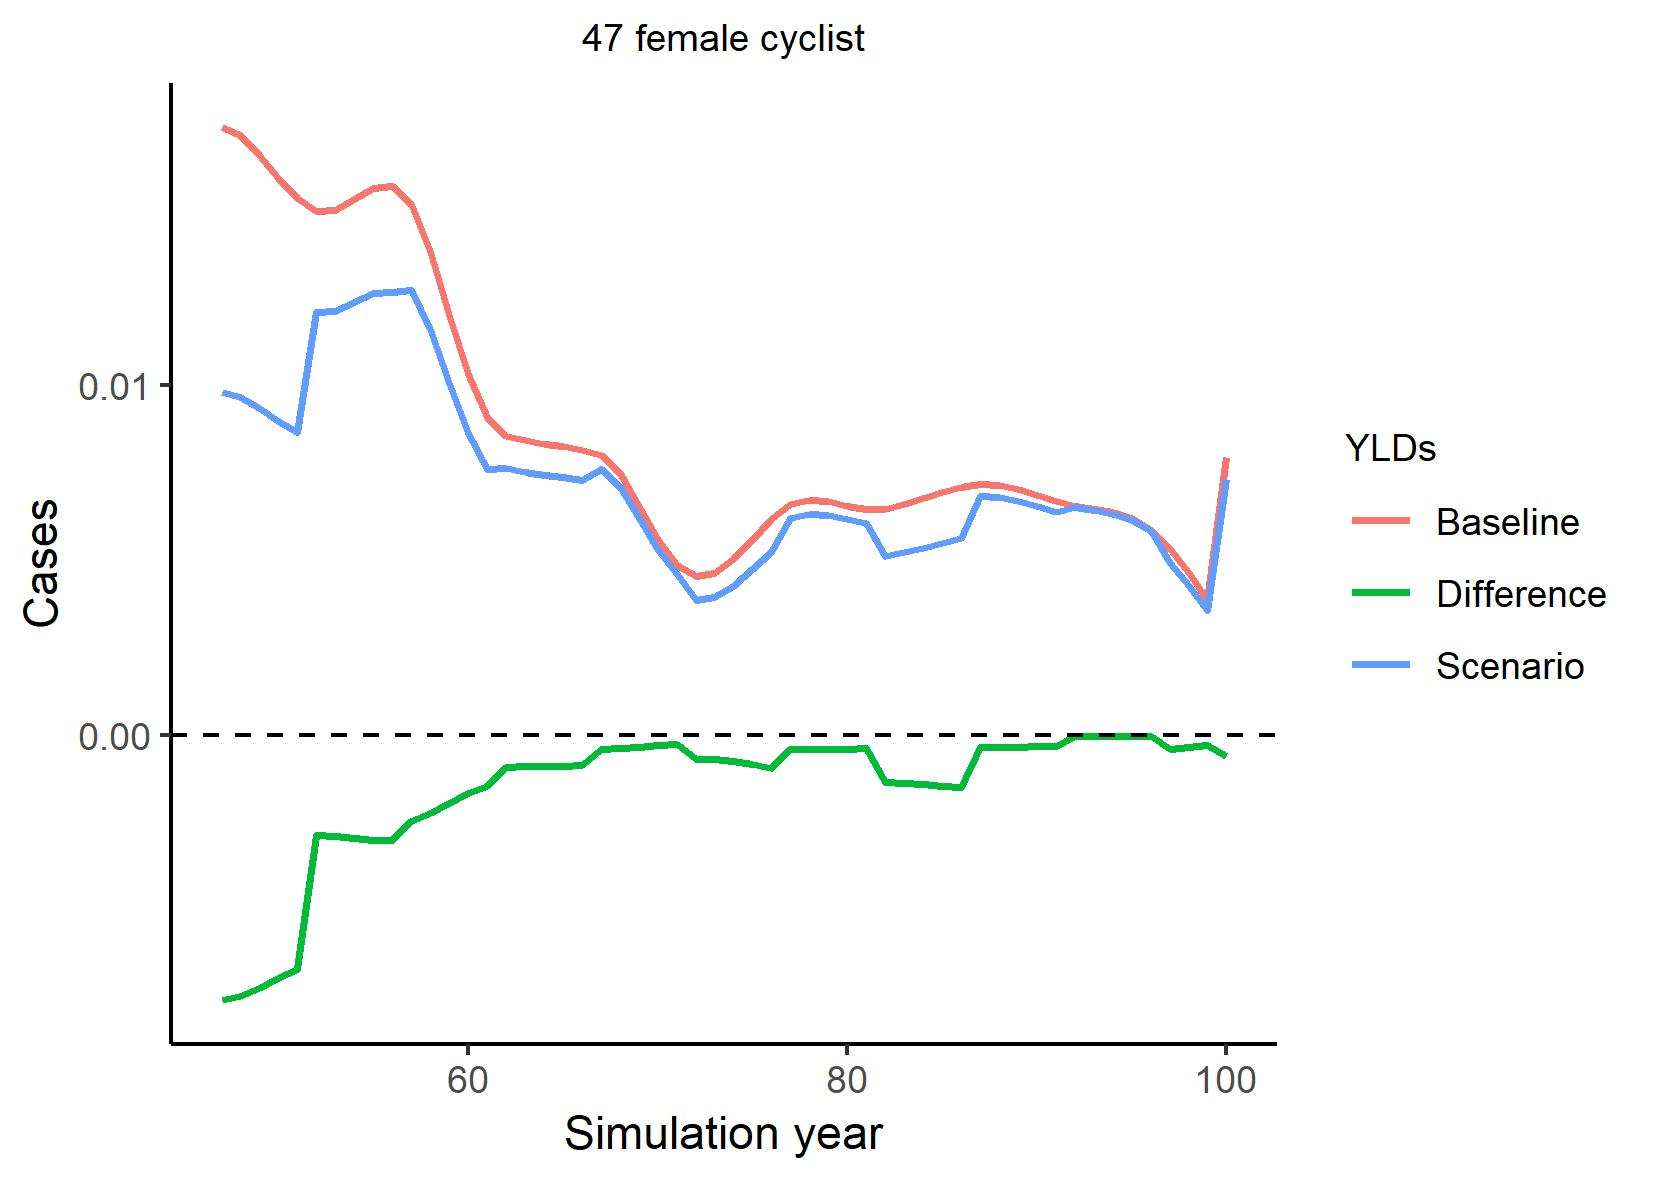 47 female cyclist
Cases
0.01
0.00
60 80 100
Simulation year
YLDs
Baseline
Difference
Scenario